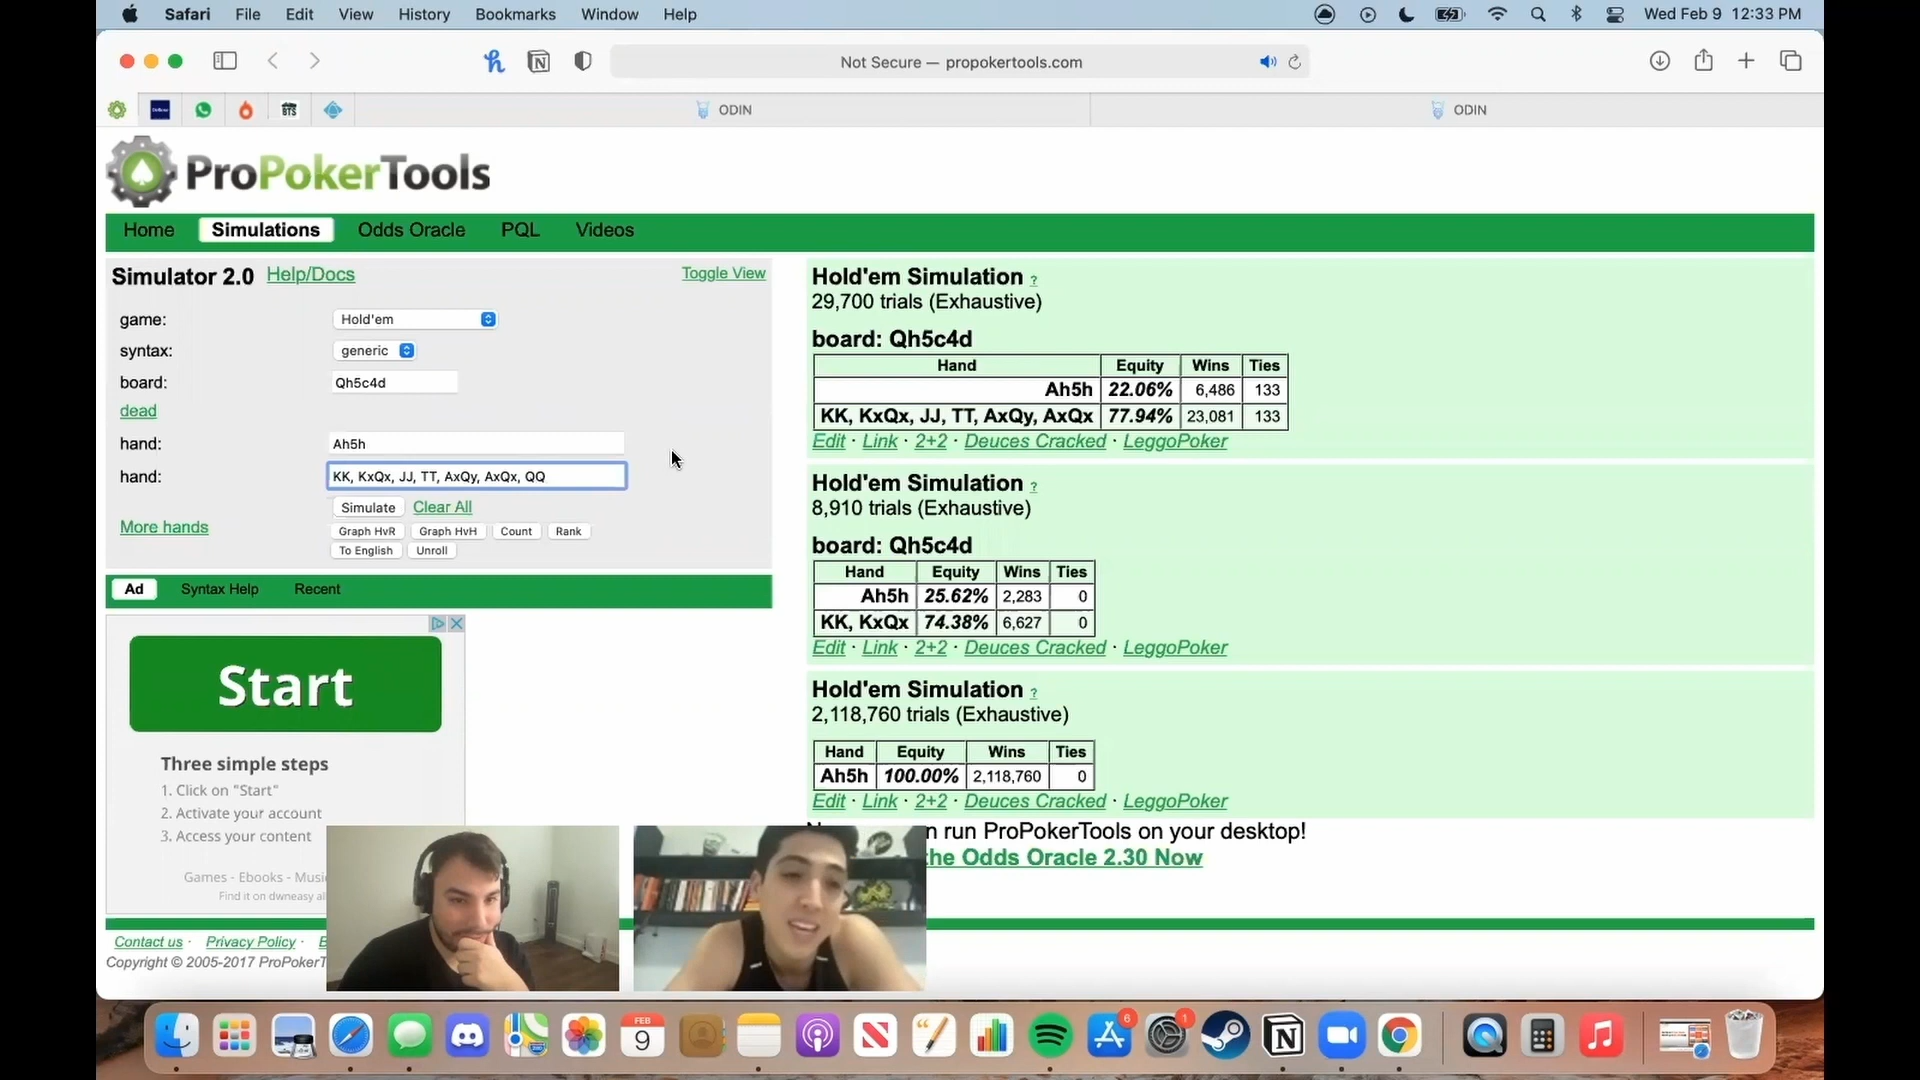 Safari File Edit View History Bookmarks Window Help Wed Feb 9 12:33 PM
Not Secure — propokertools.com
ODIN ODIN
ProPokerTools
Home Simulations Odds Oracle PQL Videos
Simulator 2.0 Help/Docs Toggle View
game: Hold'em
syntax: generic
board: Qh5c4d
dead
hand: Ah5h
hand: KK, KxQx, JJ, TT, AxQy, AxQx, QQ
Simulate Clear All
More hands
Graph HvR Graph HvH Count Rank
To English Unroll
Ad Syntax Help Recent
Start
Three simple steps
1. Click on "Start"
2. Activate your account
3. Access your content
Games - Ebooks -
Find it on dwneasy
Contact us · Privacy Policy ·
Copyright © 2005-2017
Hold'em Simulation ?
29,700 trials (Exhaustive)
board: Qh5c4d
Hand Equity Wins Ties
Ah5h 22.06% 6,486 133
KK, KxQx, JJ, TT, AxQy, AxQx 77.94% 23,081 133
Edit · Link · 2+2 · Deuces Cracked · LeggoPoker
Hold'em Simulation ?
8,910 trials (Exhaustive)
board: Qh5c4d
Hand Equity Wins Ties
Ah5h 25.62% 2,283 0
KK, KxQx 74.38% 6,627 0
Edit · Link · 2+2 · Deuces Cracked · LeggoPoker
Hold'em Simulation ?
2,118,760 trials (Exhaustive)
Hand Equity Wins Ties
Ah5h 100.00% 2,118,760 0
Edit · Link · 2+2 · Deuces Cracked · LeggoPoker
run ProPokerTools on your desktop!
the Odds Oracle 2.30 Now
FEB
9
6
1